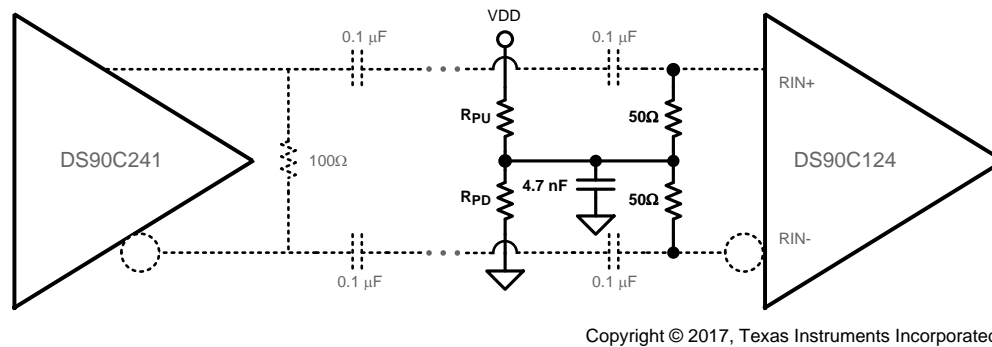 VDD
0.1 µF
0.1 µF
RIN+
RPU
50Ω
DS90C241
100Ω
DS90C124
4.7 nF
RPD
50Ω
RIN-
0.1 µF
0.1 µF
Copyright © 2017, Texas Instruments Incorporated